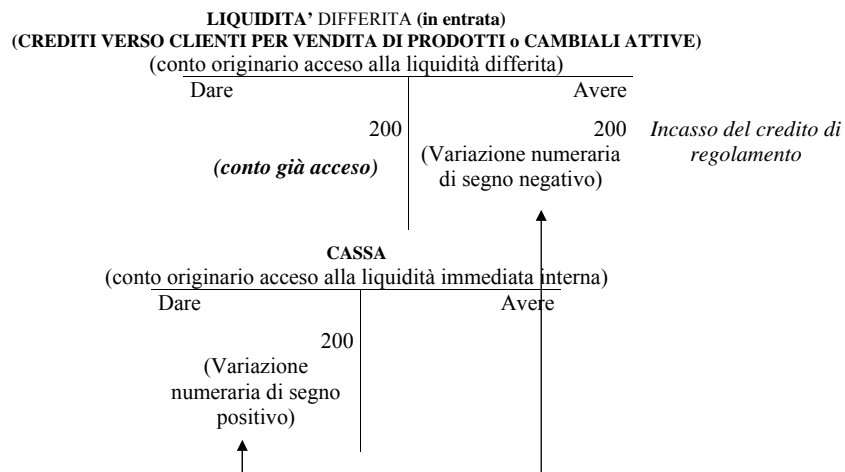 LIQUIDITA’ DIFFERITA (in entrata)
(CREDITI VERSO CLIENTI PER VENDITA DI PRODOTTI o CAMBIALI ATTIVE)
(conto originario acceso alla liquidità differita)
Dare Avere
200 200 Incasso del credito di
(conto già acceso) (Variazione numeraria regolamento
di segno negativo)
CASSA
(conto originario acceso alla liquidità immediata interna)
Dare Avere
200
(Variazione
numeraria di segno
positivo)